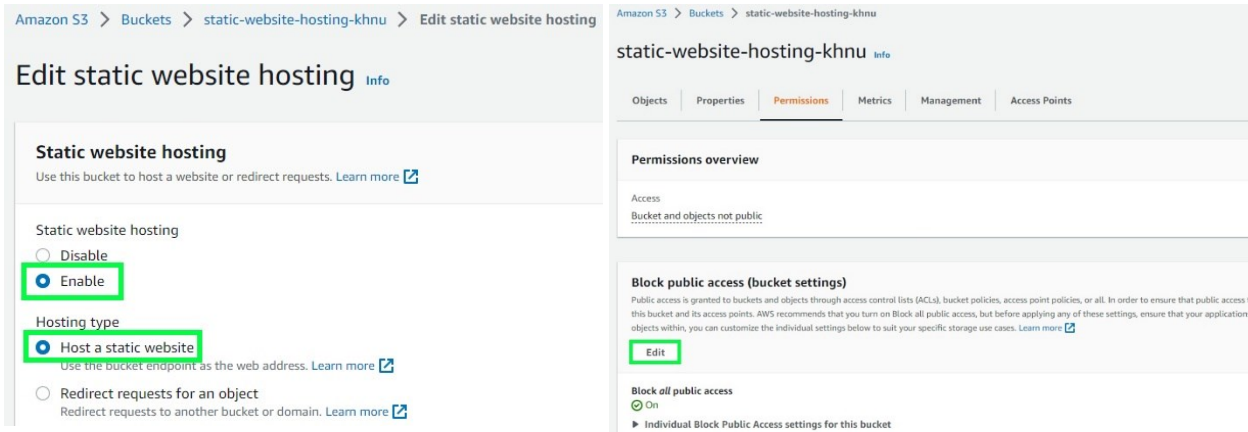 Amazon S3 > Buckets > static-website-hosting-khnu > Edit static website hosting
Edit static website hosting Info
Static website hosting
Use this bucket to host a website or redirect requests. Learn more
Static website hosting
Disable
Enable
Hosting type
Host a static website
Use the bucket endpoint as the web address. Learn more
Redirect requests for an object
Redirect requests to another bucket or domain. Learn more
Amazon S3 > Buckets > static-website-hosting-khnu
static-website-hosting-khnu Info
Objects Properties Permissions Metrics Management Access Points
Permissions overview
Access
Bucket and objects not public
Block public access (bucket settings)
Public access is granted to buckets and objects through access control lists (ACLs), bucket policies, access point policies, or all. In order to ensure that public access
this bucket and its access points. AWS recommends that you turn on Block all public access, but before applying any of these settings, ensure that your application
objects within, you can customize the individual settings below to suit your specific storage use cases. Learn more
Edit
Block all public access
On
Individual Block Public Access settings for this bucket